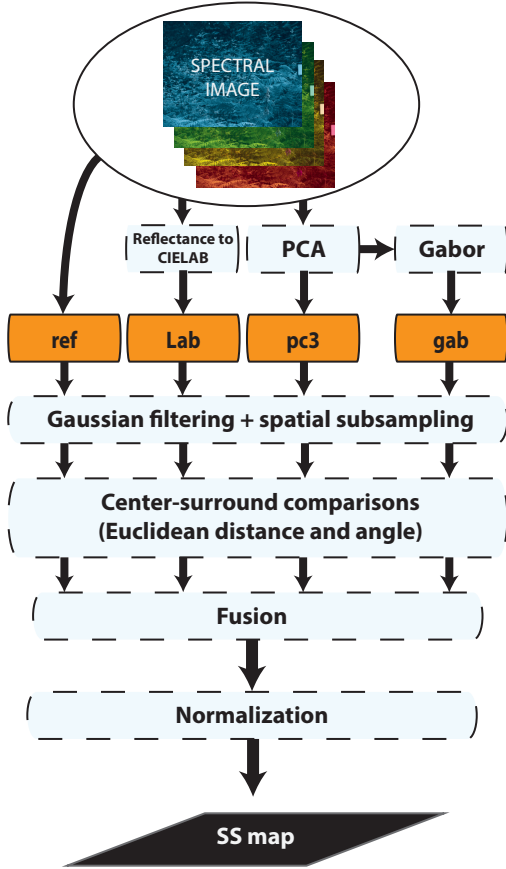 SPECTRAL
IMAGE
Reflectance to
CIELAB
PCA
Gabor
ref
Lab
pc3
gab
Gaussian filtering + spatial subsampling
Center-surround comparisons
(Euclidean distance and angle)
Fusion
Normalization
SS map